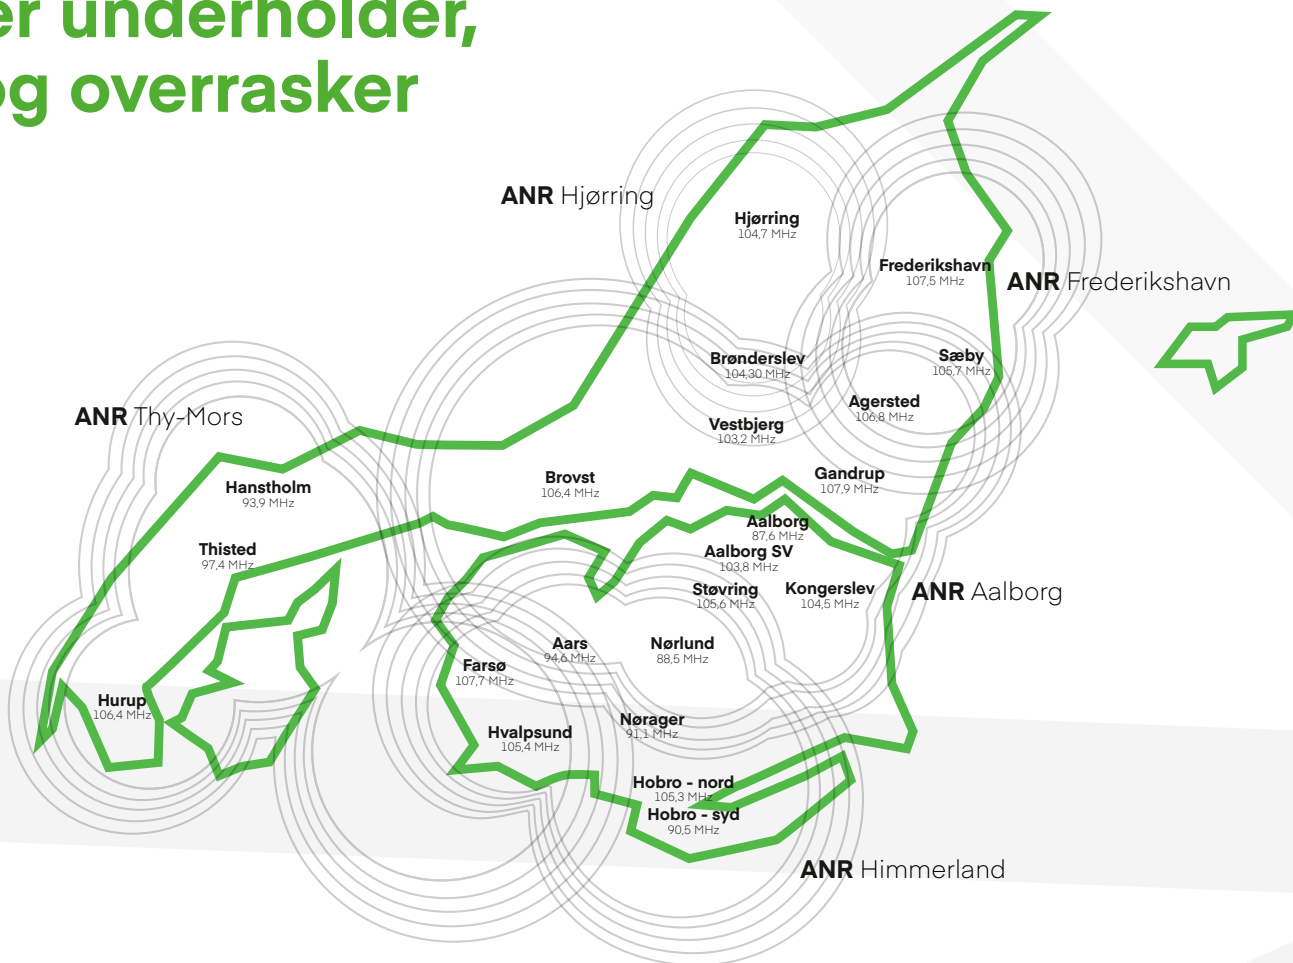 er underholder,
og overrasker
ANR Hjørring
Hjørring
104,7 MHz
Frederikshavn
107,5 MHz
ANR Frederikshavn
Brønderslev
104,30 MHz
Sæby
105,7 MHz
Agersted
106,8 MHz
ANR Thy-Mors
Vestbjerg
103,2 MHz
Hanstholm
93,9 MHz
Brovst
106,4 MHz
Gandrup
107,9 MHz
Aalborg
87,6 MHz
Thisted
97,4 MHz
Aalborg SV
103,8 MHz
Støvring
105,6 MHz
Kongerslev
104,5 MHz
ANR Aalborg
Aars
94,6 MHz
Nørlund
88,5 MHz
Farsø
107,7 MHz
Hurup
106,4 MHz
Nørager
91,1 MHz
Hvalpsund
105,4 MHz
Hobro - nord
105,3 MHz
Hobro - syd
90,5 MHz
ANR Himmerland